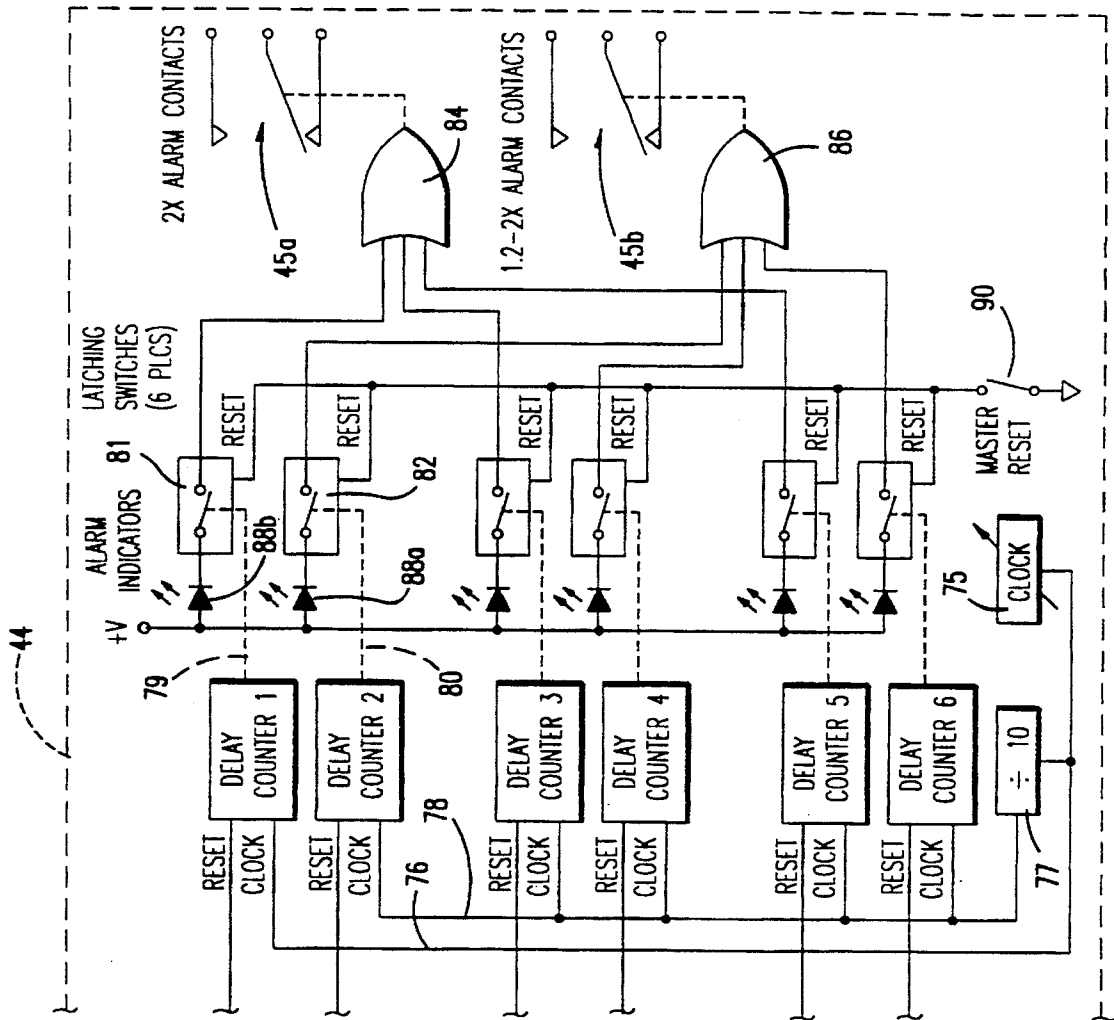 44
2X ALARM CONTACTS
45a
84
1.2–2X ALARM CONTACTS
45b
86
LATCHING
SWITCHES
(6 PLCS)
81
RESET
82
RESET
RESET
RESET
RESET
RESET
90
MASTER
RESET
ALARM
INDICATORS
88b
88a
+V
79
80
75
CLOCK
DELAY
COUNTER 1
DELAY
COUNTER 2
DELAY
COUNTER 3
DELAY
COUNTER 4
DELAY
COUNTER 5
DELAY
COUNTER 6
÷ 10
77
RESET
CLOCK
RESET
CLOCK
78
76
RESET
CLOCK
RESET
CLOCK
RESET
CLOCK
RESET
CLOCK